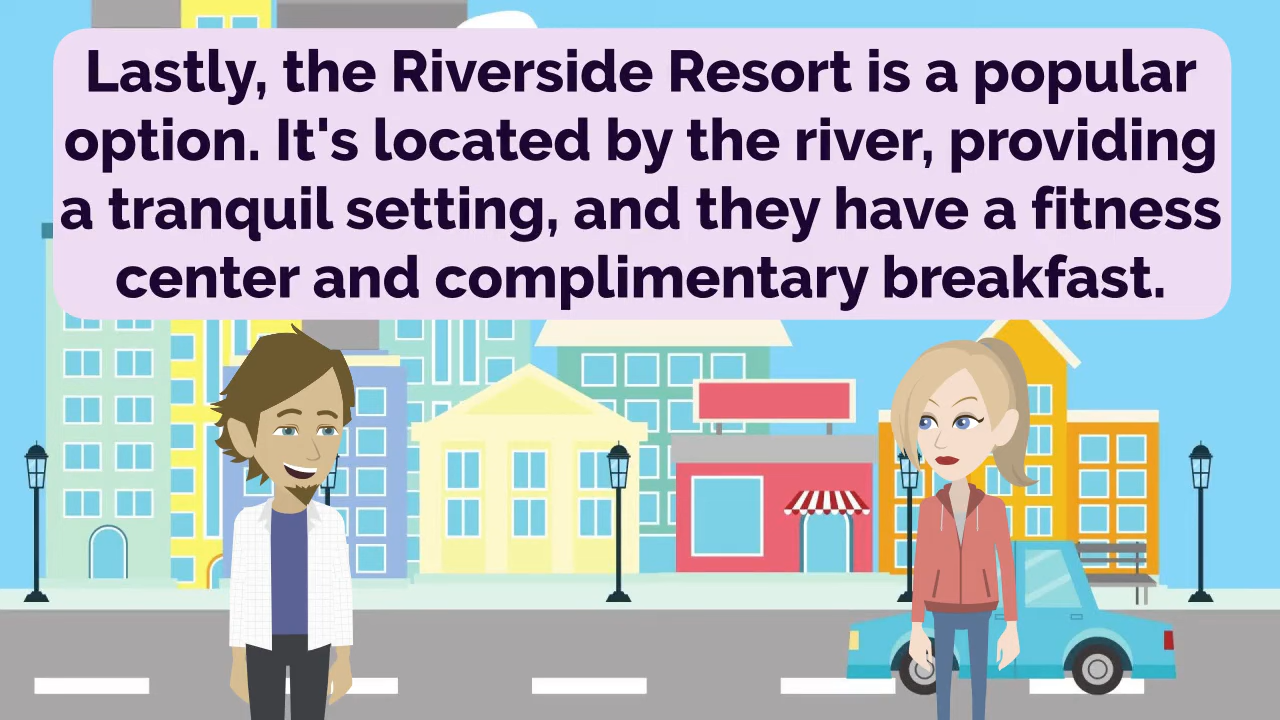 Lastly, the Riverside Resort is a popular
option. It's located by the river, providing
a tranquil setting, and they have a fitness
center and complimentary breakfast.